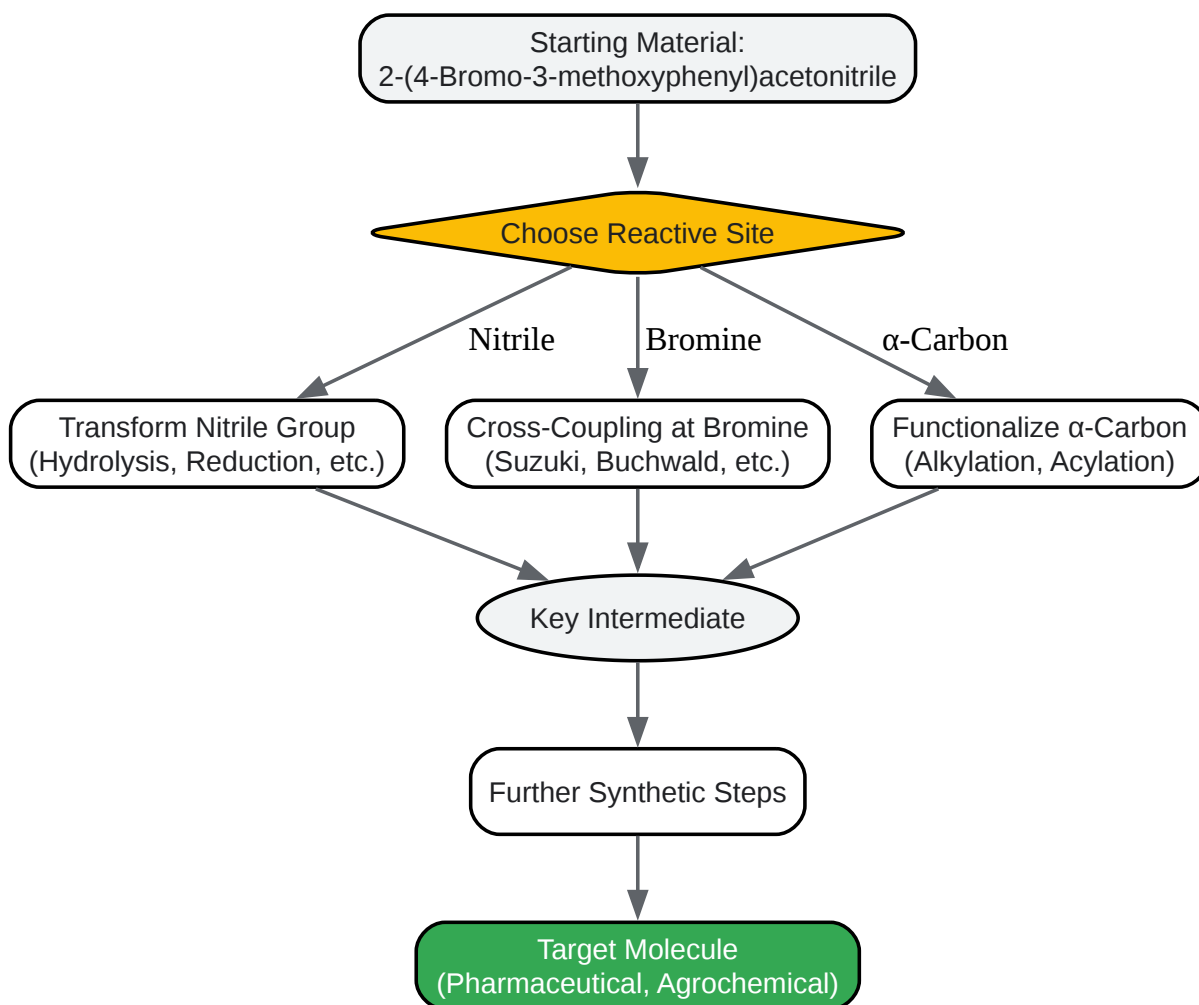 Starting Material:
2-(4-Bromo-3-methoxyphenyl)acetonitrile
Choose Reactive Site
Nitrile
Bromine
α-Carbon
Transform Nitrile Group
(Hydrolysis, Reduction, etc.)
Cross-Coupling at Bromine
(Suzuki, Buchwald, etc.)
Functionalize α-Carbon
(Alkylation, Acylation)
Key Intermediate
Further Synthetic Steps
Target Molecule
(Pharmaceutical, Agrochemical)